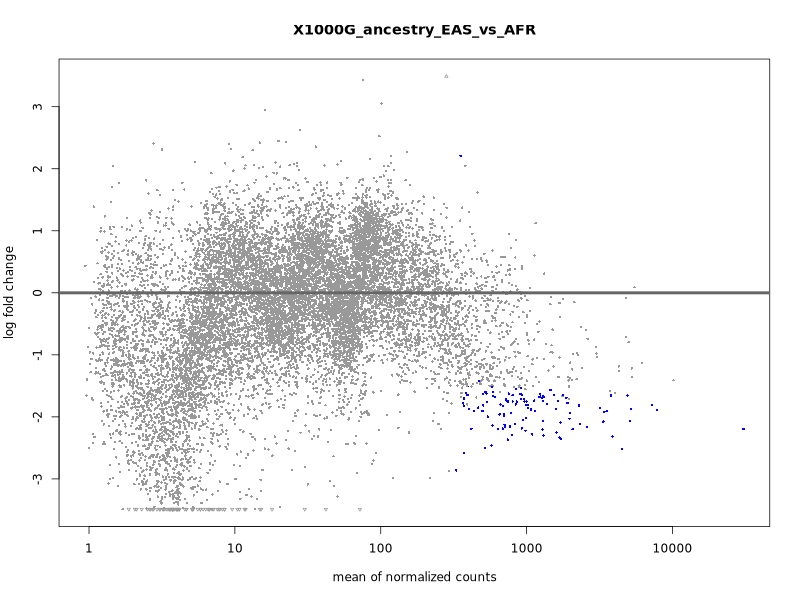 X1000G_ancestry_EAS_vs_AFR
3
2
1
0
-1
-2
-3
log fold change
1 10 100 1000 10000
mean of normalized counts